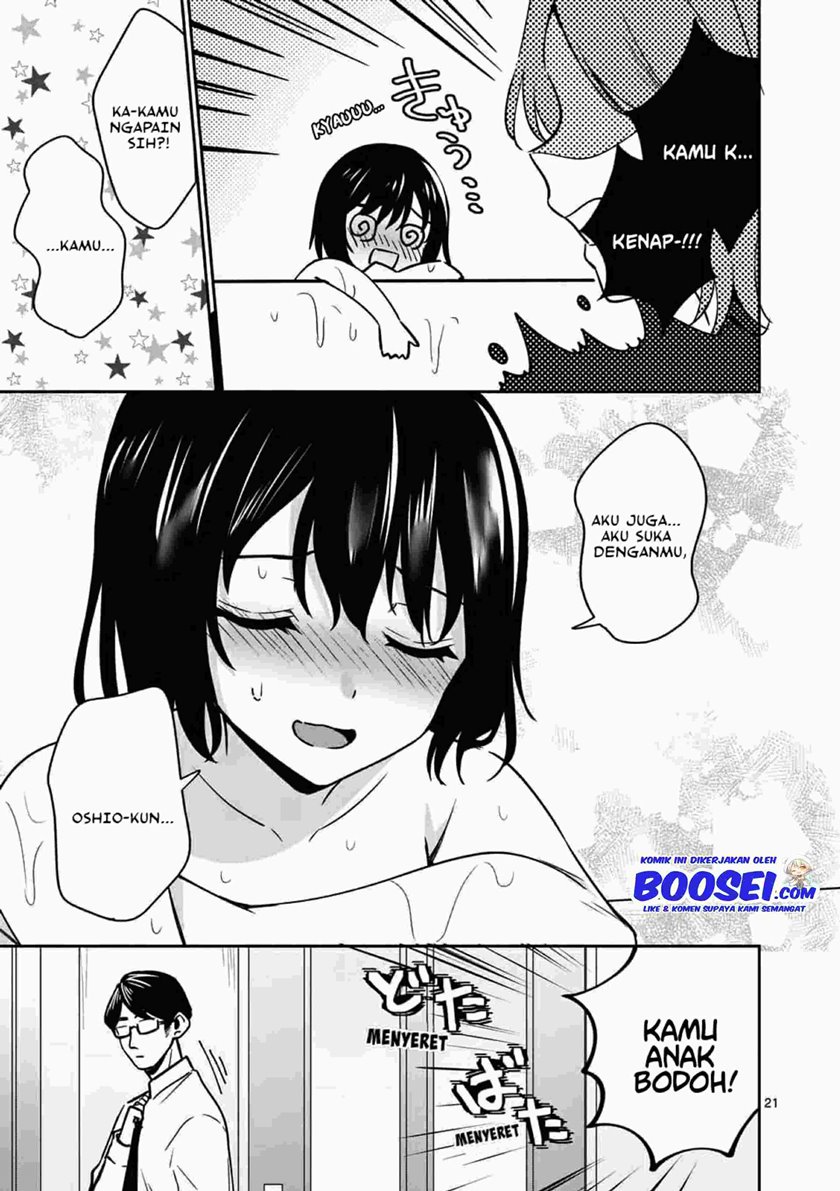 KAMU K...
KENAP-!!!
きゅう…
KYAUUU...
KA-KAMU
NGAPAIN
SIH?!
...KAMU...
AKU JUGA...
AKU SUKA
DENGANMU,
OSHIO-KUN...
KOMIK INI DIKERJAKAN OLEH
BOOSEI.COM
LIKE & KOMEN SUPAYA KAMI SEMANGAT
KAMU
ANAK
BODOH!
どた
MENYERET
ばた
MENYERET
21